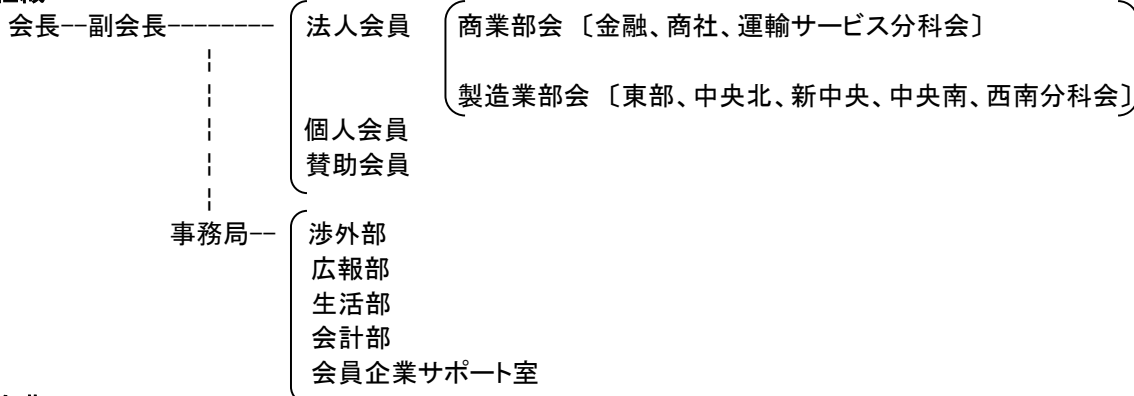 会長--副会長-------- 法人会員 商業部会 〔金融、商社、運輸サービス分科会〕
製造業部会 〔東部、中央北、新中央、中央南、西南分科会〕
個人会員
賛助会員
事務局-- 渉外部
広報部
生活部
会計部
会員企業サポート室